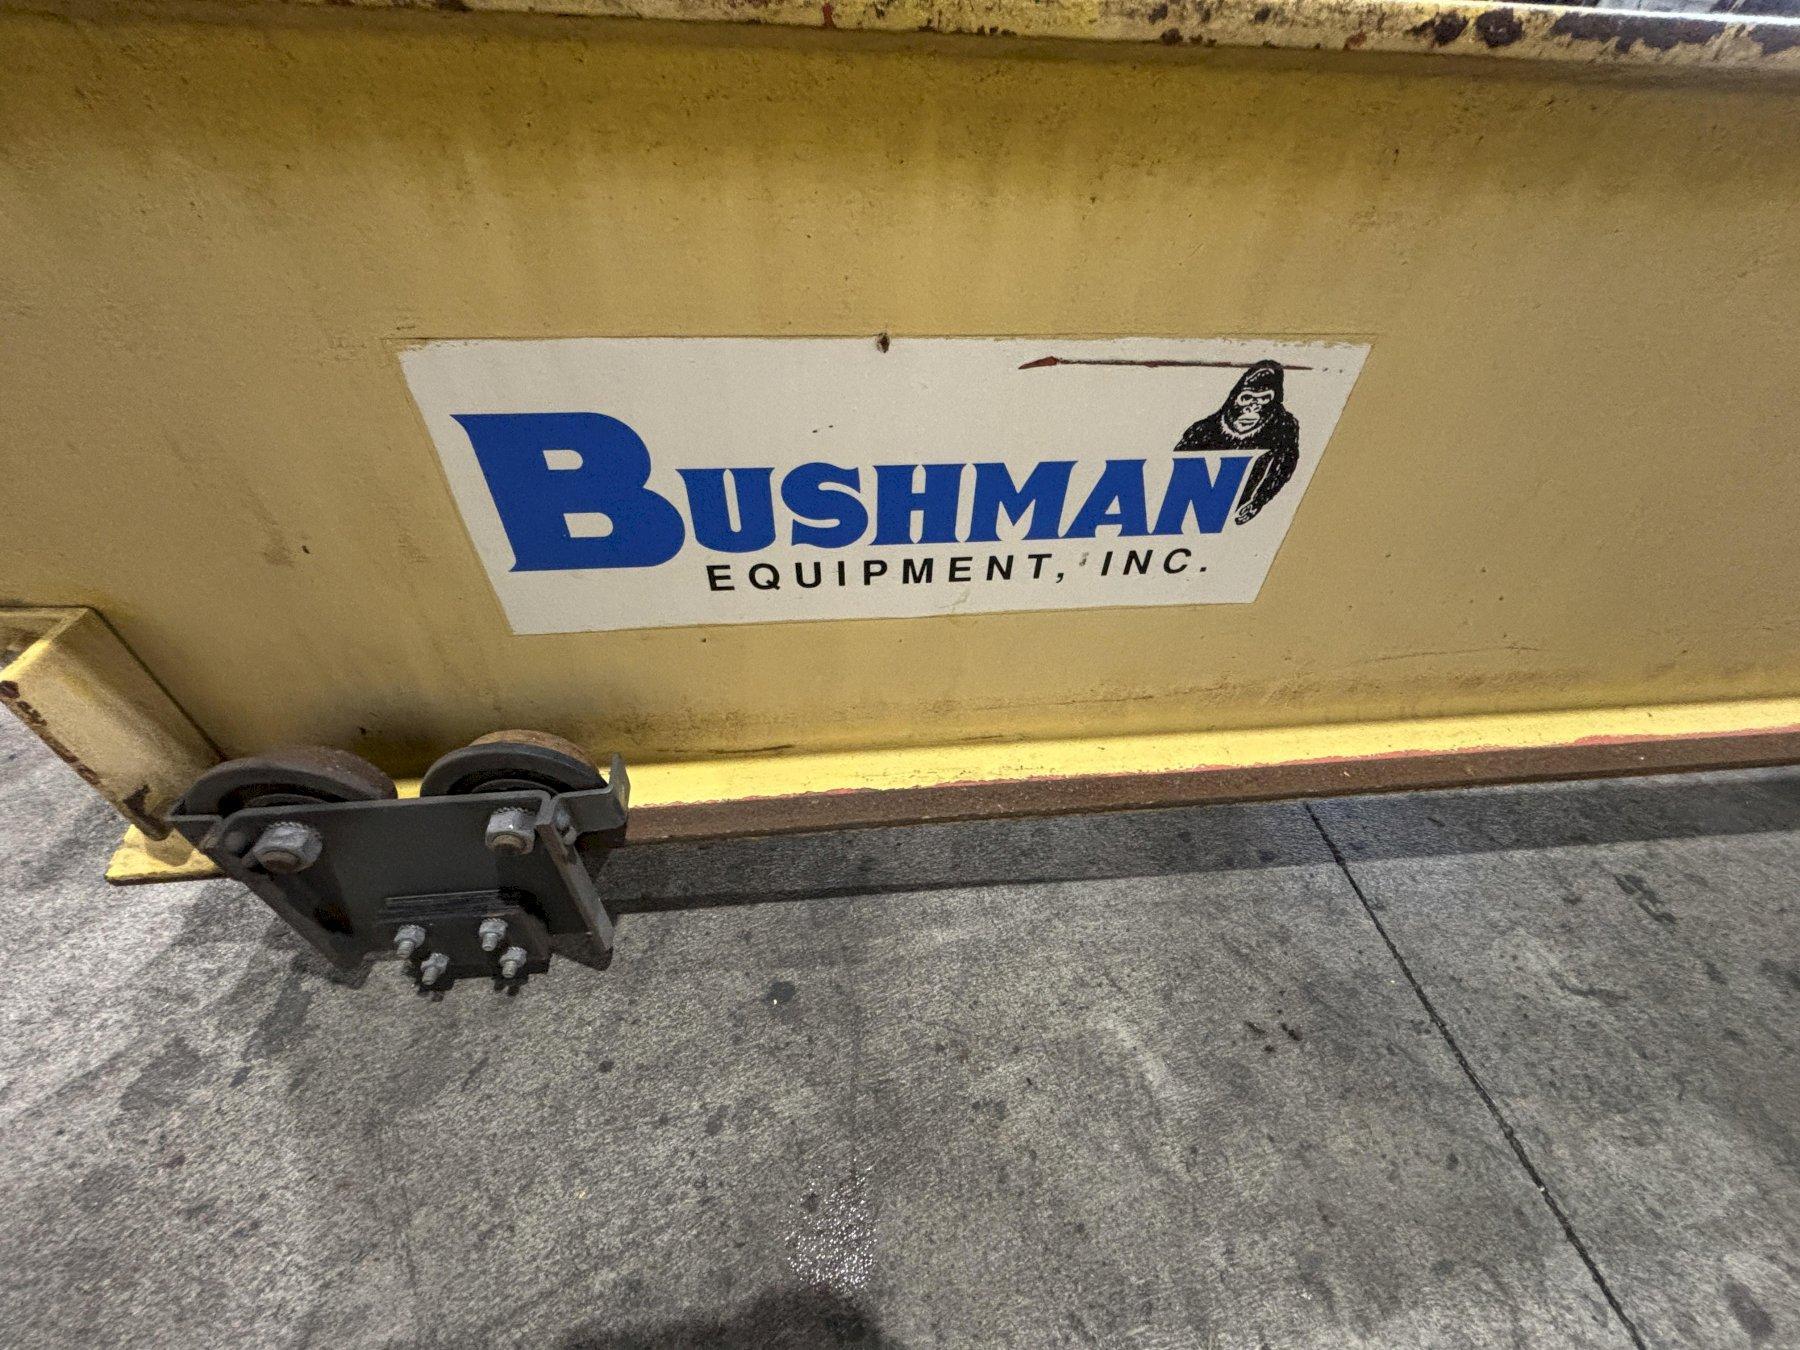 BUSHMAN
EQUIPMENT, INC.